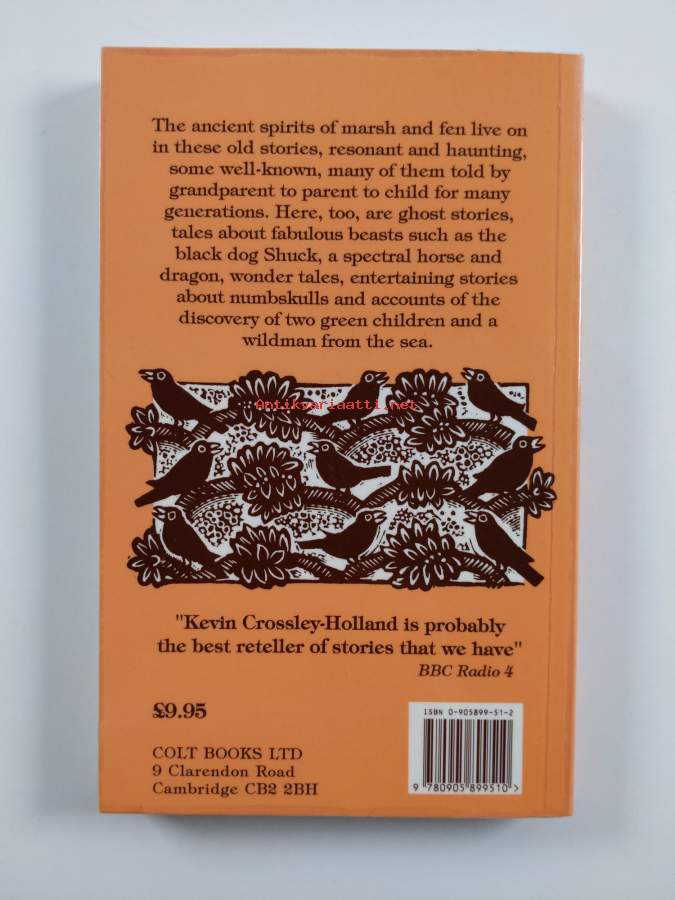 The ancient spirits of marsh and fen live on
in these old stories, resonant and haunting,
some well-known, many of them told by
grandparent to parent to child for many
generations. Here, too, are ghost stories,
tales about fabulous beasts such as the
black dog Shuck, a spectral horse and
dragon, wonder tales, entertaining stories
about numbskulls and accounts of the
discovery of two green children and a
wildman from the sea.
Antikvariaatti.net
"Kevin Crossley-Holland is probably
the best reteller of stories that we have"
BBC Radio 4
£9.95
COLT BOOKS LTD
9 Clarendon Road
Cambridge CB2 2BH
ISBN 0-905899-51-2
9 780905 899510 >